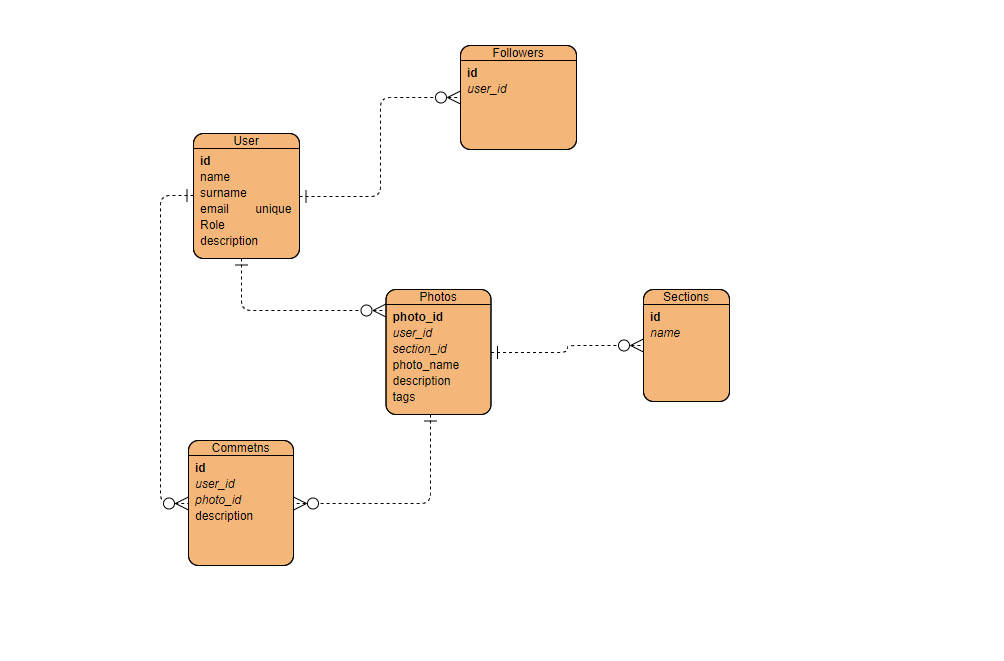 Followers
id
user_id
User
id
name
surname
email unique
Role
description
Photos
photo_id
user_id
section_id
photo_name
description
tags
Sections
id
name
Commetns
id
user_id
photo_id
description